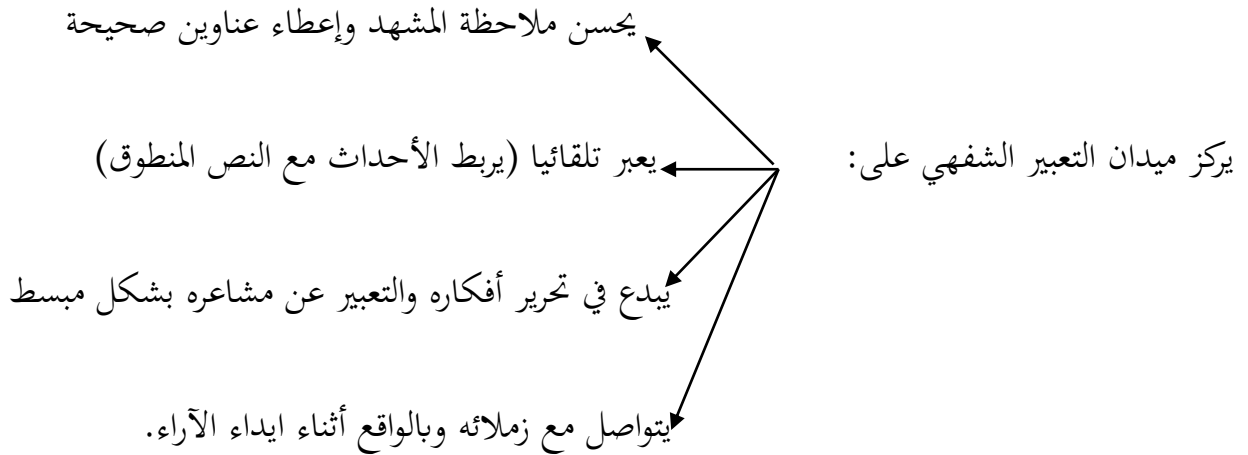 يركز ميدان التعبير الشفهي على:
يحسن ملاحظة المشهد وإعطاء عناوين صحيحة
يعبر تلقائيا (يربط الأحداث مع النص المنطوق)
يبدع في تحرير أفكاره والتعبير عن مشاعره بشكل مبسط
يتواصل مع زملائه وبالواقع أثناء ايداء الآراء.